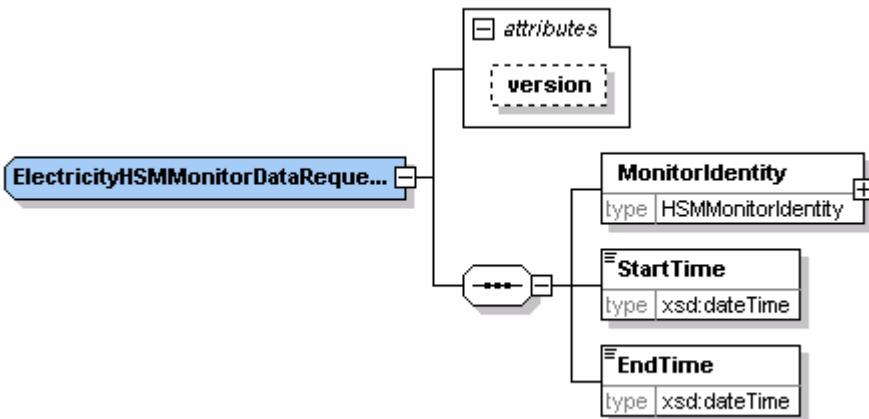 attributes
version
ElectricityHSMMonitorDataReque...
MonitorIdentity
type HSMMonitorIdentity
StartTime
type xsd:dateTime
EndTime
type xsd:dateTime